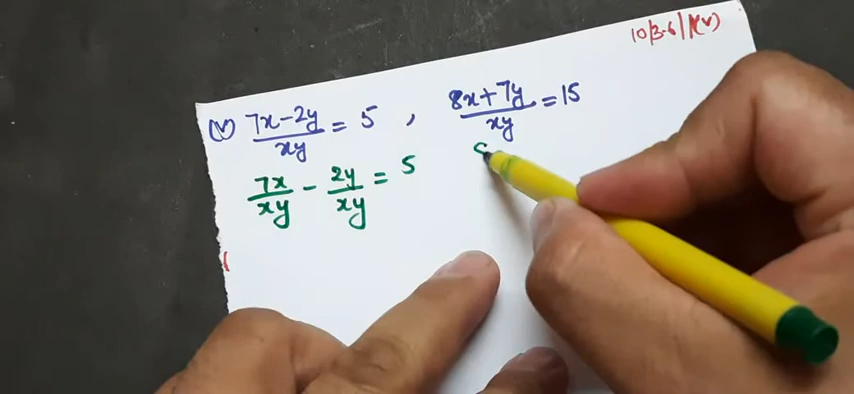 10/3.6/1(v)
(v) 7x-2y/xy = 5 , 8x+7y/xy = 15
7x/xy - 2y/xy = 5